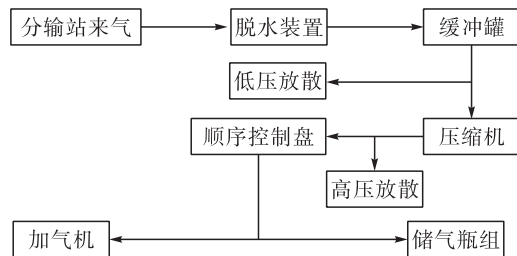 分输站来气
脱水装置
缓冲罐
低压放散
顺序控制盘
压缩机
高压放散
加气机
储气瓶组